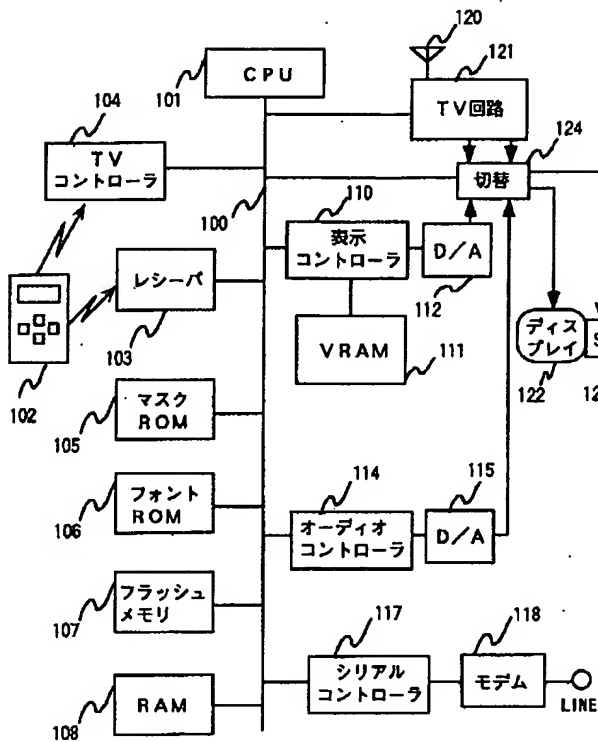 120
CPU
121
101
TV回路
104
124
TV
コントローラ
切替
100
110
表示
コントローラ
D/A
レシーバ
112
103
VRAM
111
ディス
プレイ
122
102
マスク
ROM
105
114
115
フォント
ROM
オーディオ
コントローラ
D/A
106
フラッシュ
メモリ
107
117
118
シリアル
コントローラ
モデム
LINE
RAM
108